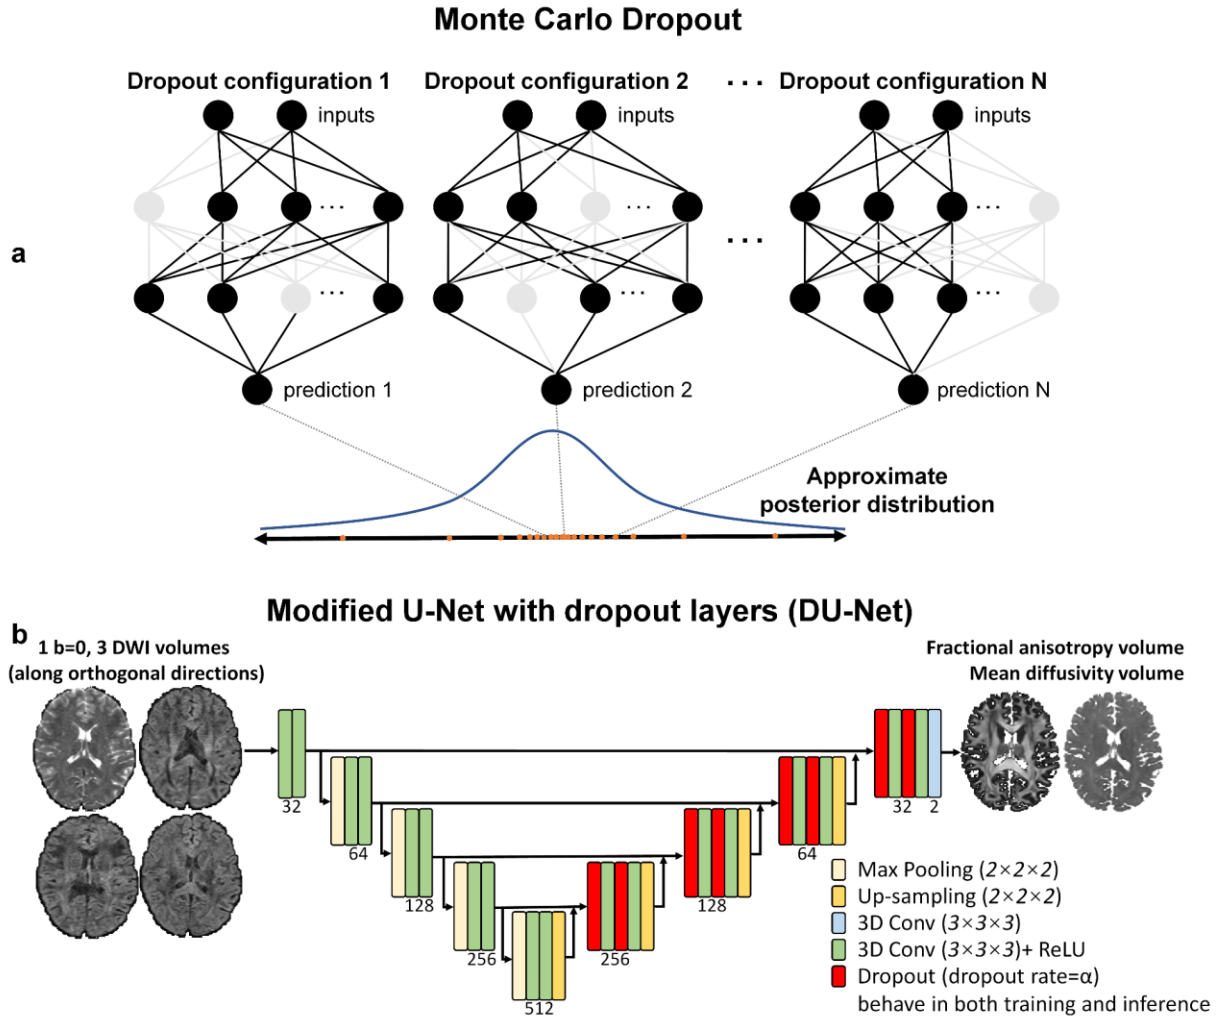 Monte Carlo Dropout
Dropout configuration 1
Dropout configuration 2
...
Dropout configuration N
inputs
inputs
inputs
...
...
...
a
...
...
...
...
prediction 1
prediction 2
prediction N
Approximate
posterior distribution
Modified U-Net with dropout layers (DU-Net)
b
1 b=0, 3 DWI volumes
(along orthogonal directions)
Fractional anisotropy volume
Mean diffusivity volume
32
64
128
256
512
256
128
64
32
2
Max Pooling (2×2×2)
Up-sampling (2×2×2)
3D Conv (3×3×3)
3D Conv (3×3×3)+ ReLU
Dropout (dropout rate=α)
behave in both training and inference